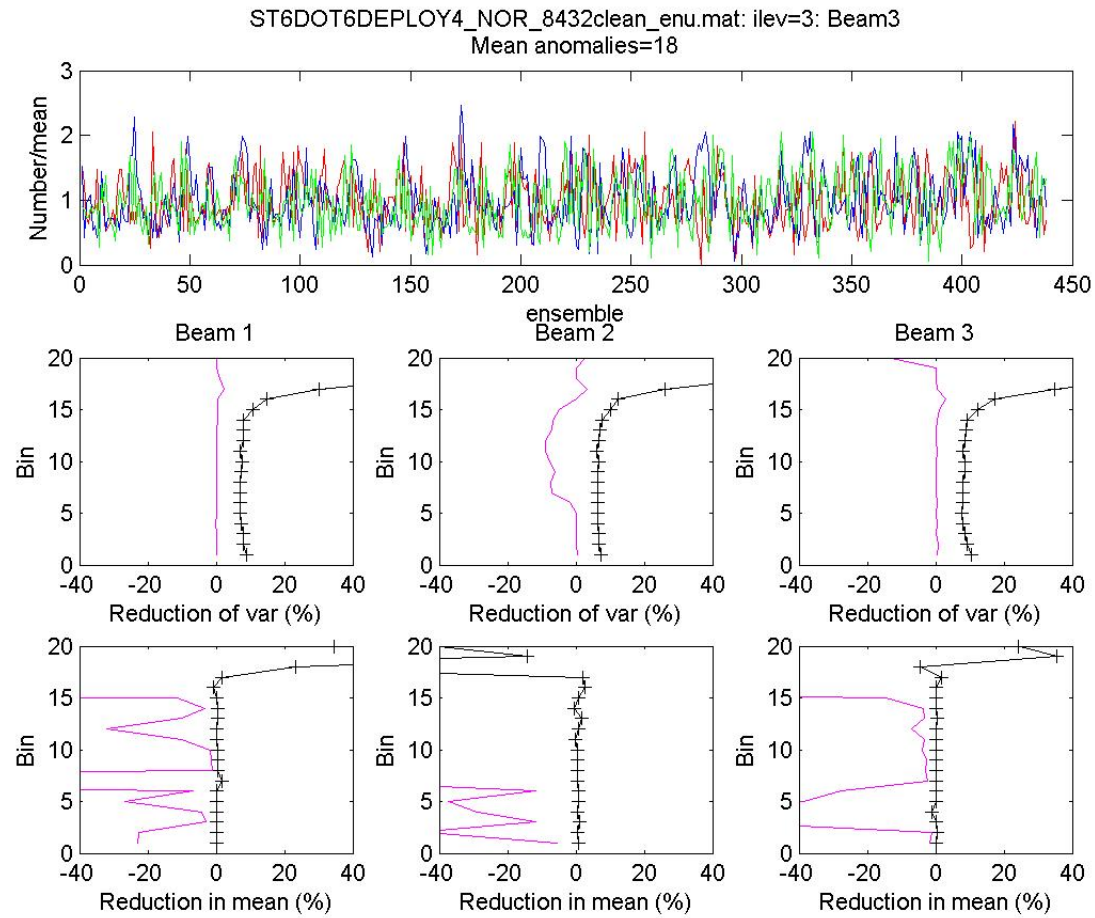 ST6DOT6DEPLOY4_NOR_8432clean_enu.mat: ilev=3: Beam3
Mean anomalies=18
3
2
1
0
Number/mean
0 50 100 150 200 250 300 350 400 450
ensemble
Beam 1 Beam 2 Beam 3
20 20 20
15 15 15
10 10 10
5 5 5
0 0 0
Bin Bin Bin
-40 -20 0 20 40 -40 -20 0 20 40 -40 -20 0 20 40
Reduction of var (%) Reduction of var (%) Reduction of var (%)
20 20 20
15 15 15
10 10 10
5 5 5
0 0 0
Bin Bin Bin
-40 -20 0 20 40 -40 -20 0 20 40 -40 -20 0 20 40
Reduction in mean (%) Reduction in mean (%) Reduction in mean (%)